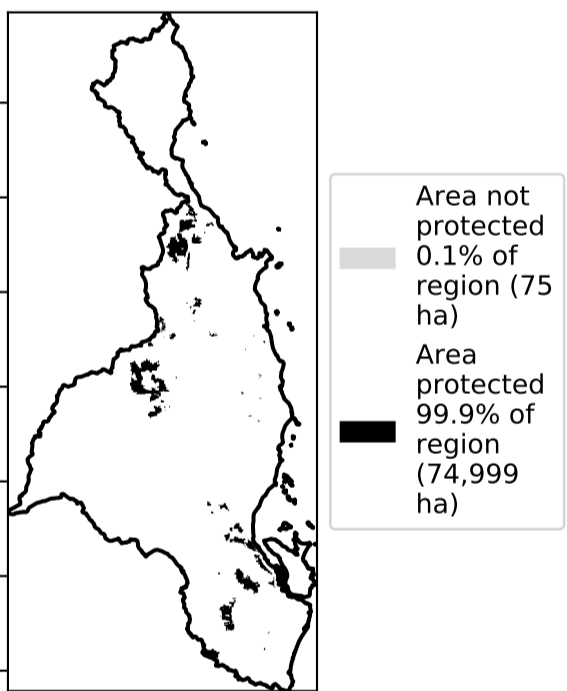 Area not
protected
0.1% of
region (75
ha)
Area
protected
99.9% of
region
(74,999
ha)